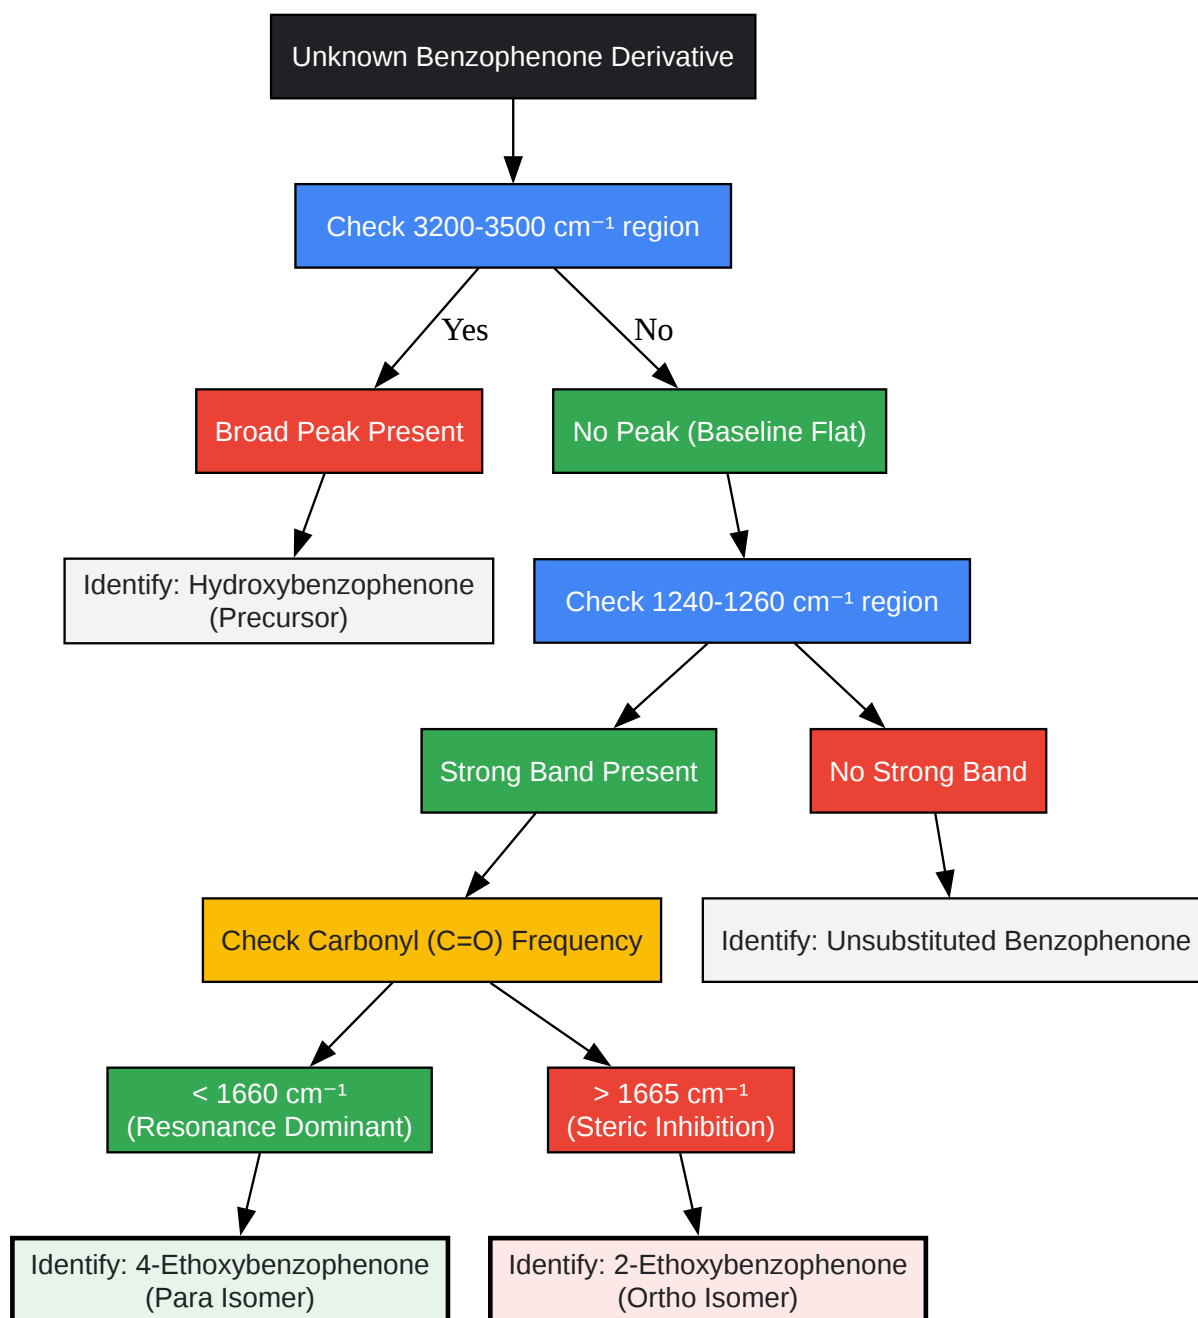 Unknown Benzophenone Derivative
Check 3200-3500 cm⁻¹ region
Yes
No
Broad Peak Present
No Peak (Baseline Flat)
Identify: Hydroxybenzophenone
(Precursor)
Check 1240-1260 cm⁻¹ region
Strong Band Present
No Strong Band
Check Carbonyl (C=O) Frequency
Identify: Unsubstituted Benzophenone
< 1660 cm⁻¹
(Resonance Dominant)
> 1665 cm⁻¹
(Steric Inhibition)
Identify: 4-Ethoxybenzophenone
(Para Isomer)
Identify: 2-Ethoxybenzophenone
(Ortho Isomer)